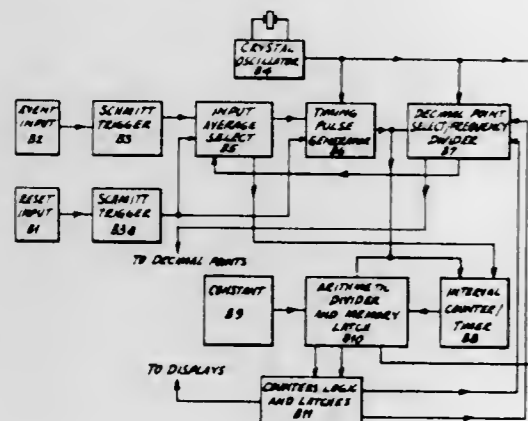 CRYSTAL
OSCILLATOR
B4
EVENT
INPUT
B2
SCHMITT
TRIGGER
B3
INPUT
AVERAGE
SELECT
B5
TIMING
PULSE
GENERATOR
B6
DECIMAL POINT
SELECT/FREQUENCY
DIVIDER
B7
RESET
INPUT
B1
SCHMITT
TRIGGER
B3a
TO DECIMAL POINTS
CONSTANT
B9
ARITHMETIC
DIVIDER
AND MEMORY
LATCH
B10
INTERVAL
COUNTER/
TIMER
B8
TO DISPLAYS
COUNTERS LOGIC
AND LATCHES
B11